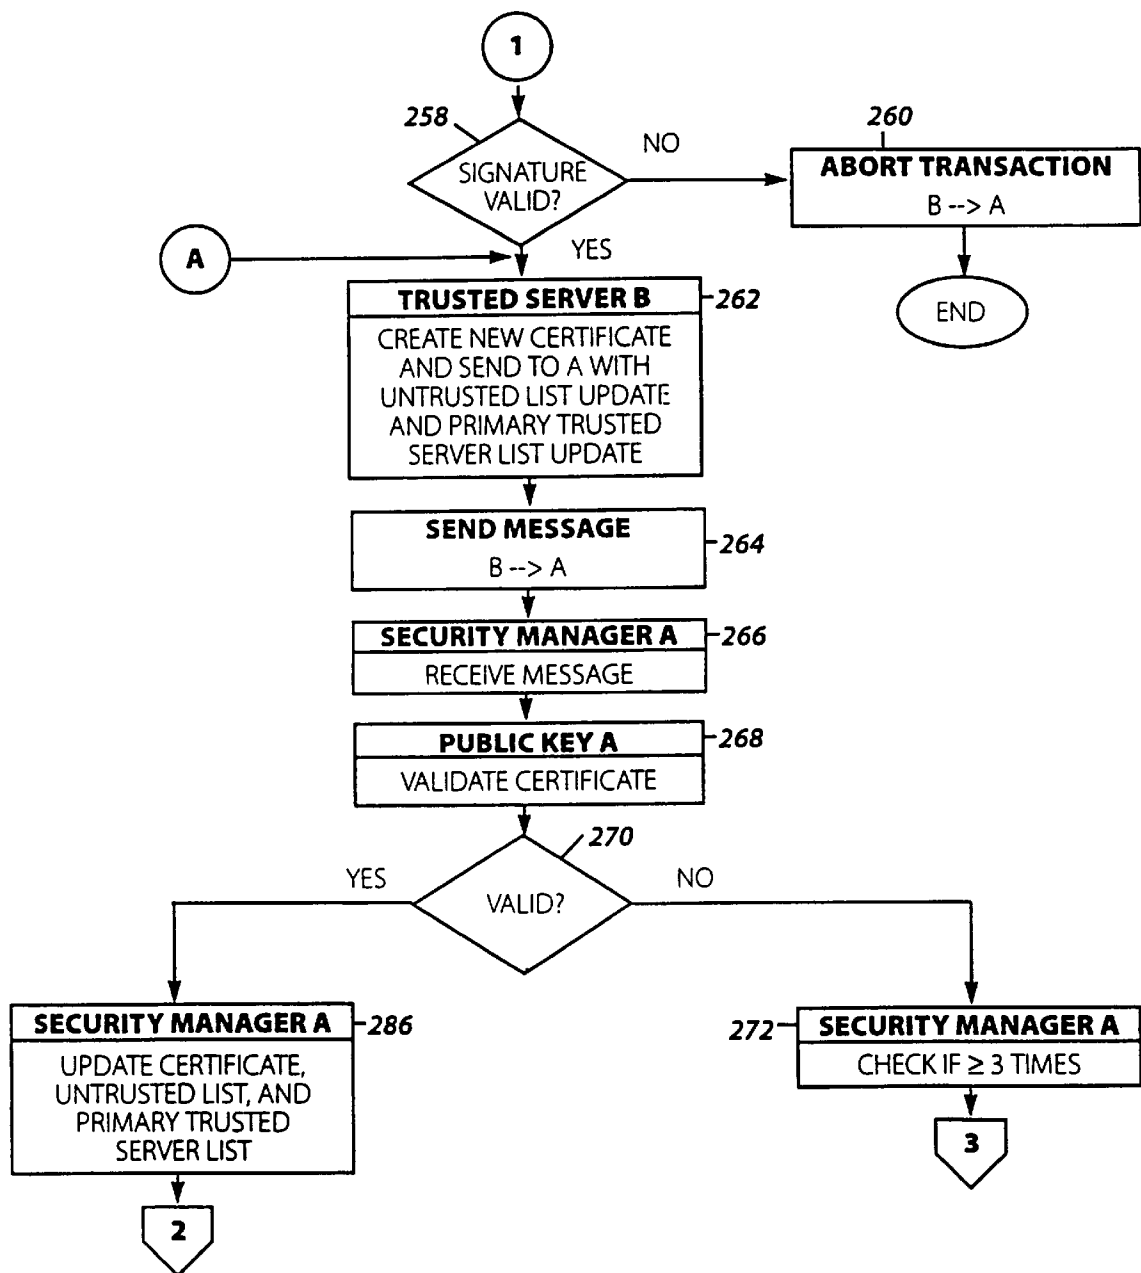 1
258
SIGNATURE
VALID?
NO
260
ABORT TRANSACTION
B --> A
END
A
YES
TRUSTED SERVER B
262
CREATE NEW CERTIFICATE
AND SEND TO A WITH
UNTRUSTED LIST UPDATE
AND PRIMARY TRUSTED
SERVER LIST UPDATE
SEND MESSAGE
264
B --> A
SECURITY MANAGER A
266
RECEIVE MESSAGE
PUBLIC KEY A
268
VALIDATE CERTIFICATE
270
YES
VALID?
NO
SECURITY MANAGER A
286
UPDATE CERTIFICATE,
UNTRUSTED LIST, AND
PRIMARY TRUSTED
SERVER LIST
2
272
SECURITY MANAGER A
CHECK IF ≥ 3 TIMES
3